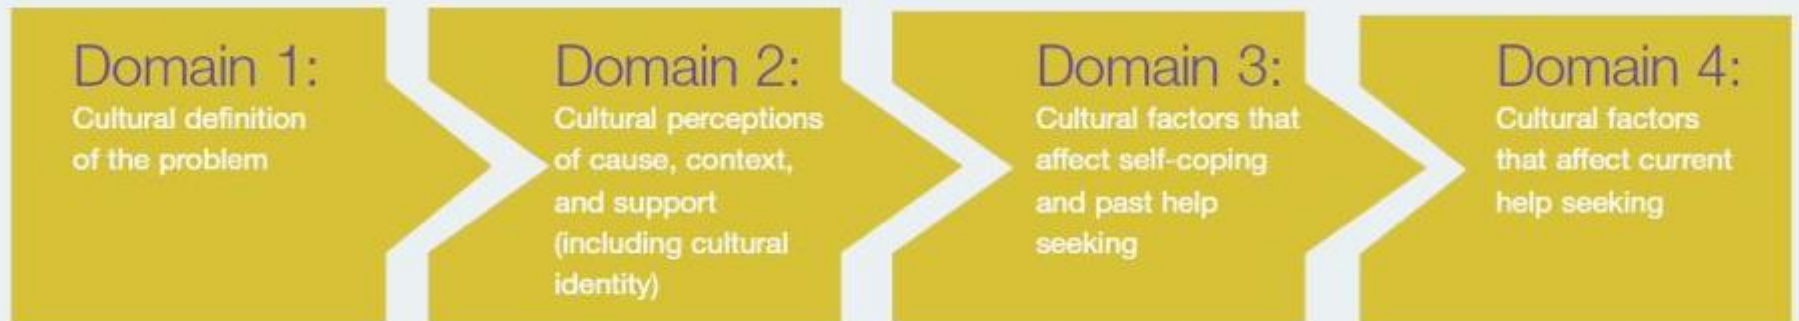 Domain 1:
Cultural definition
of the problem
Domain 2:
Cultural perceptions
of cause, context,
and support
(including cultural
identity)
Domain 3:
Cultural factors that
affect self-coping
and past help
seeking
Domain 4:
Cultural factors
that affect current
help seeking